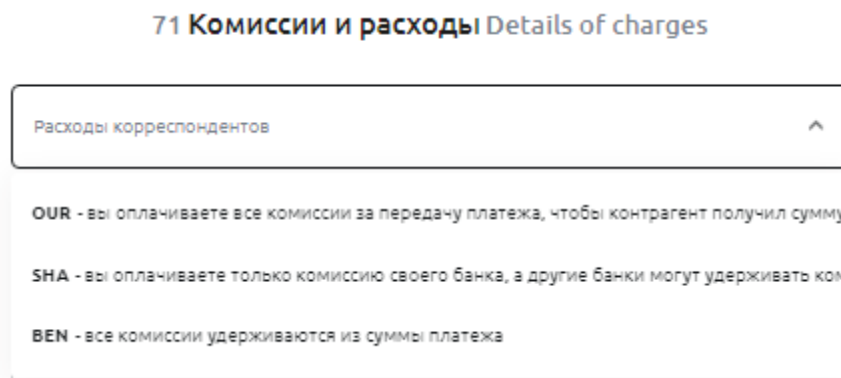 71 Комиссии и расходы Details of charges
Расходы корреспондентов
OUR - вы оплачиваете все комиссии за передачу платежа, чтобы контрагент получил сумму
SHA - вы оплачиваете только комиссию своего банка, а другие банки могут удерживать ком
BEN - все комиссии удерживаются из суммы платежа